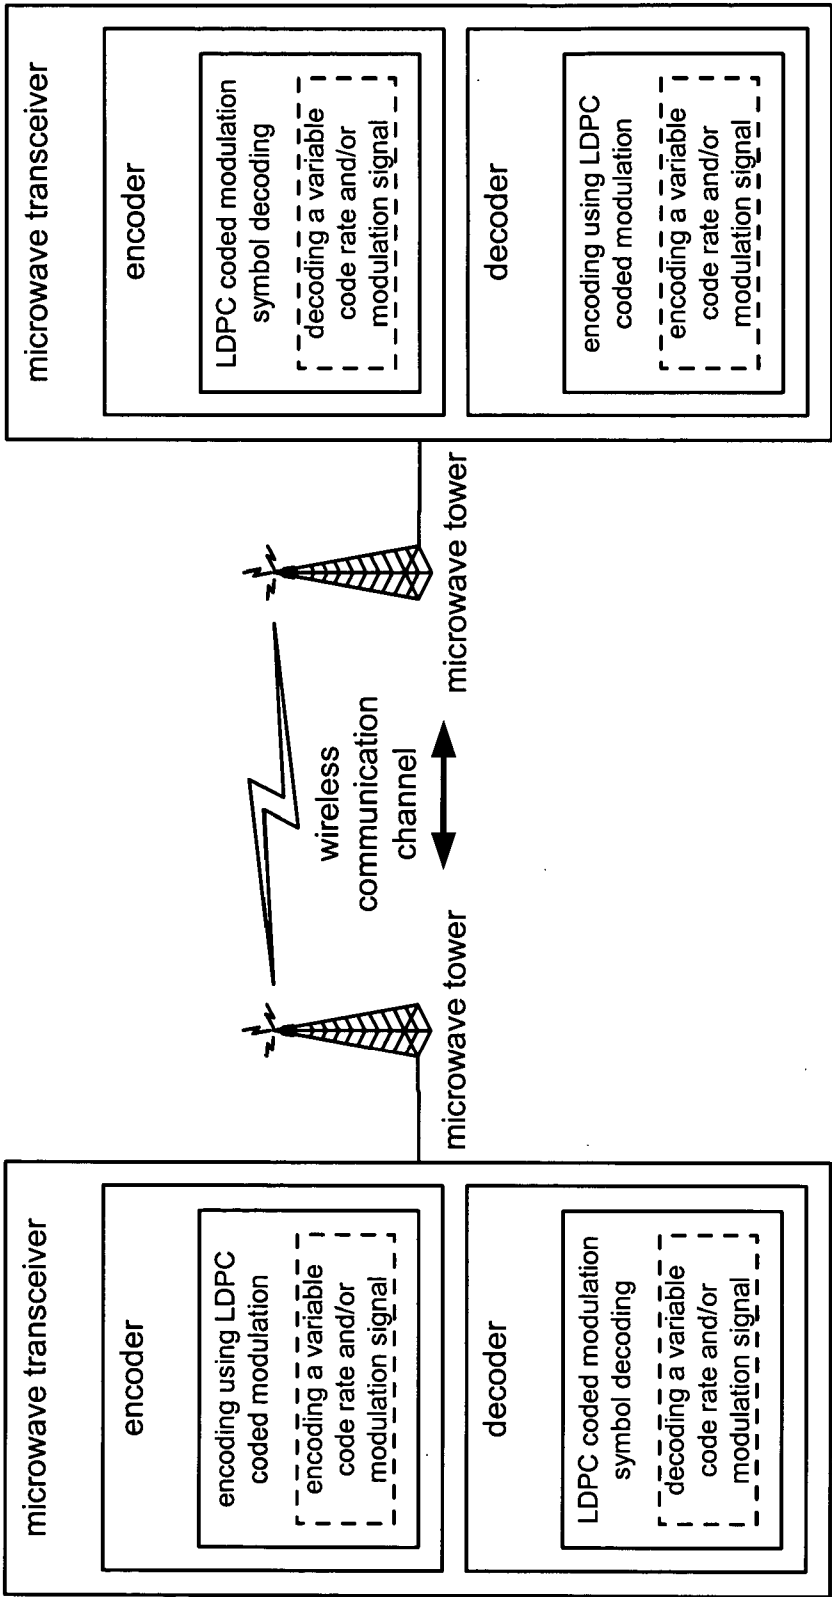 microwave transceiver
encoder
encoding using LDPC
coded modulation
encoding a variable
code rate and/or
modulation signal
decoder
LDPC coded modulation
symbol decoding
decoding a variable
code rate and/or
modulation signal
microwave tower
wireless
communication
channel
microwave tower
microwave transceiver
encoder
LDPC coded modulation
symbol decoding
decoding a variable
code rate and/or
modulation signal
decoder
encoding using LDPC
coded modulation
encoding a variable
code rate and/or
modulation signal